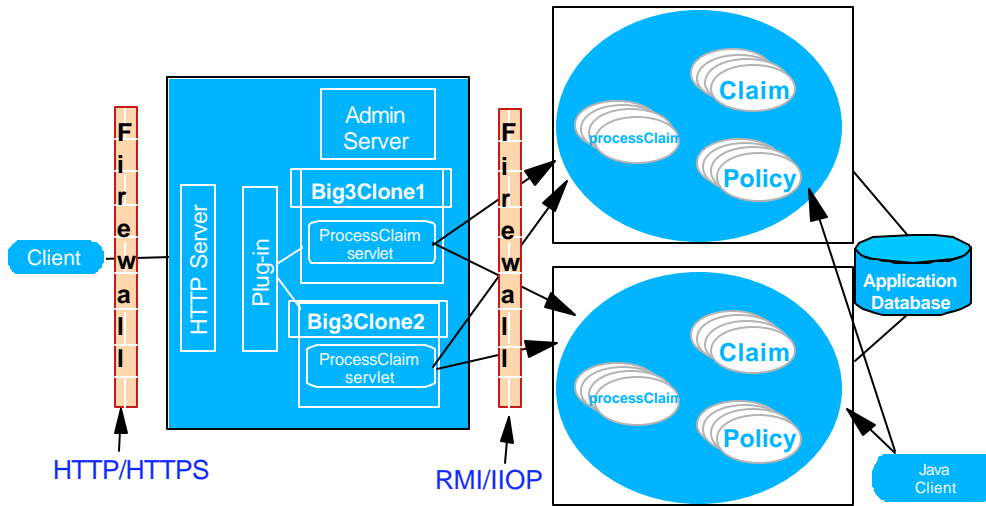 Client
Firewall
HTTP/HTTPS
HTTP Server
Plug-in
Admin
Server
Big3Clone1
ProcessClaim
servlet
Big3Clone2
ProcessClaim
servlet
Firewall
RMI/IIOP
Claim
processClaim
Policy
Claim
processClaim
Policy
Application
Database
Java
Client